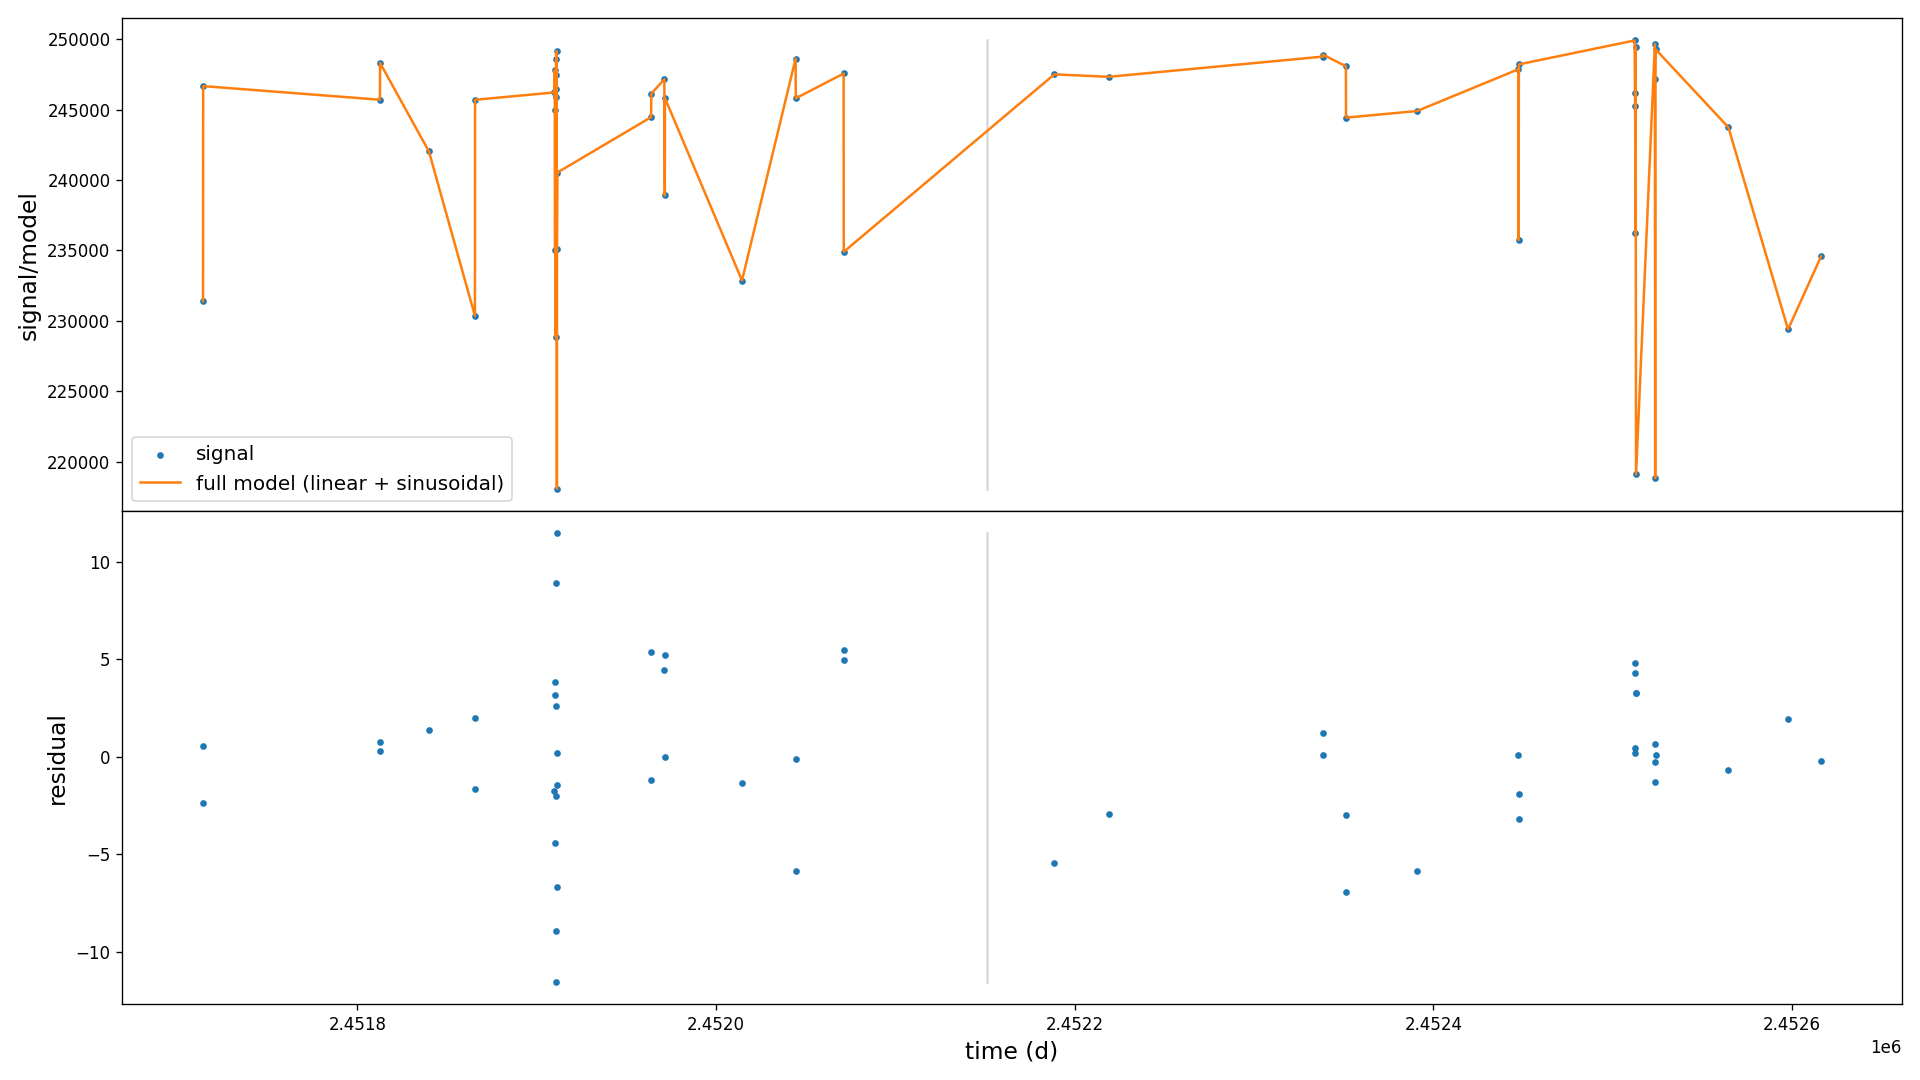 250000
245000
240000
235000
230000
225000
220000
signal/model
signal
full model (linear + sinusoidal)
10
5
0
−5
−10
residual
2.4518
2.4520
2.4522
2.4524
2.4526
1e6
time (d)